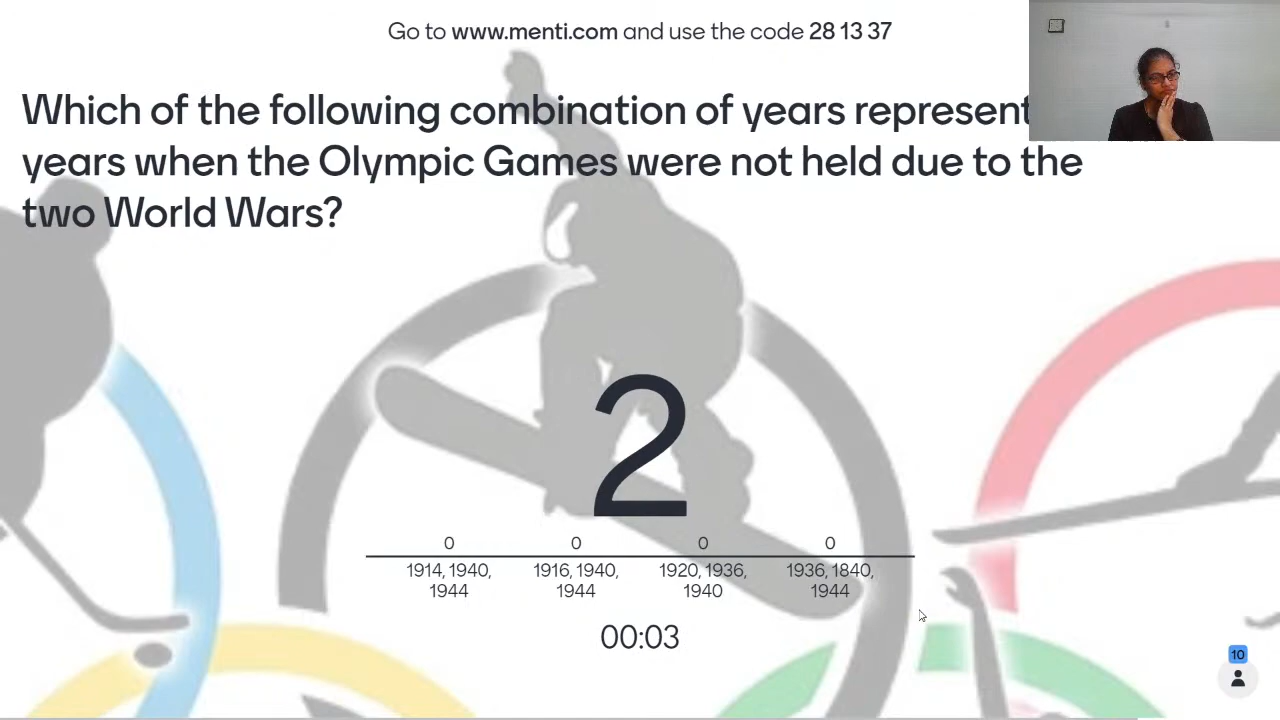 Go to www.menti.com and use the code 28 13 37
Which of the following combination of years represent
years when the Olympic Games were not held due to the
two World Wars?
2
0 0 0 0
1914, 1940, 1916, 1940, 1920, 1936, 1936, 1840,
1944 1944 1940 1944
00:03
10